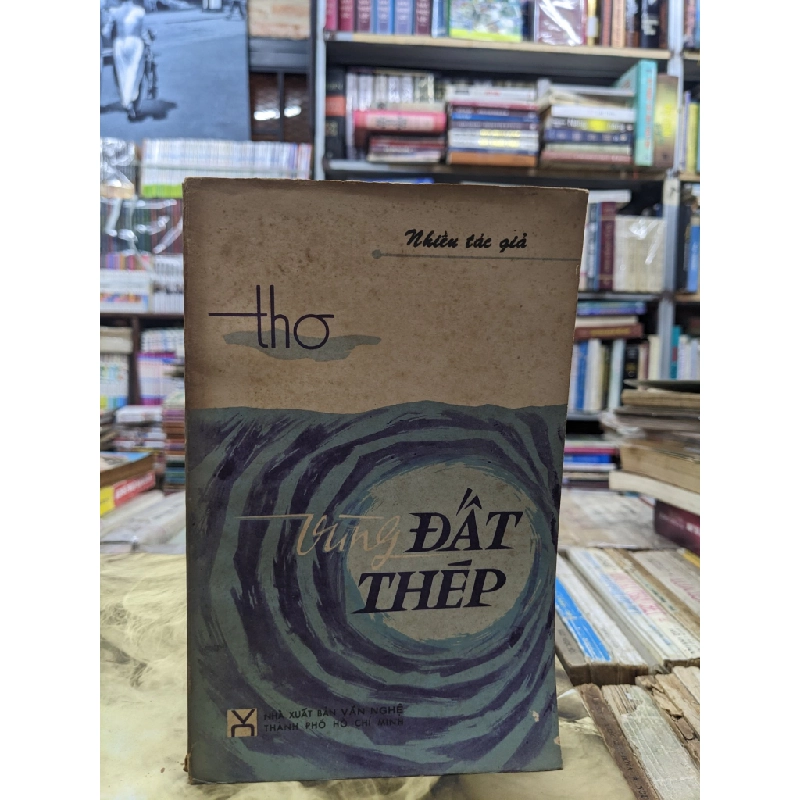 Nhiều tác giả
thơ
vùng ĐẤT
THÉP
NHÀ XUẤT BẢN VĂN NGHỆ
THÀNH PHỐ HỒ CHÍ MINH